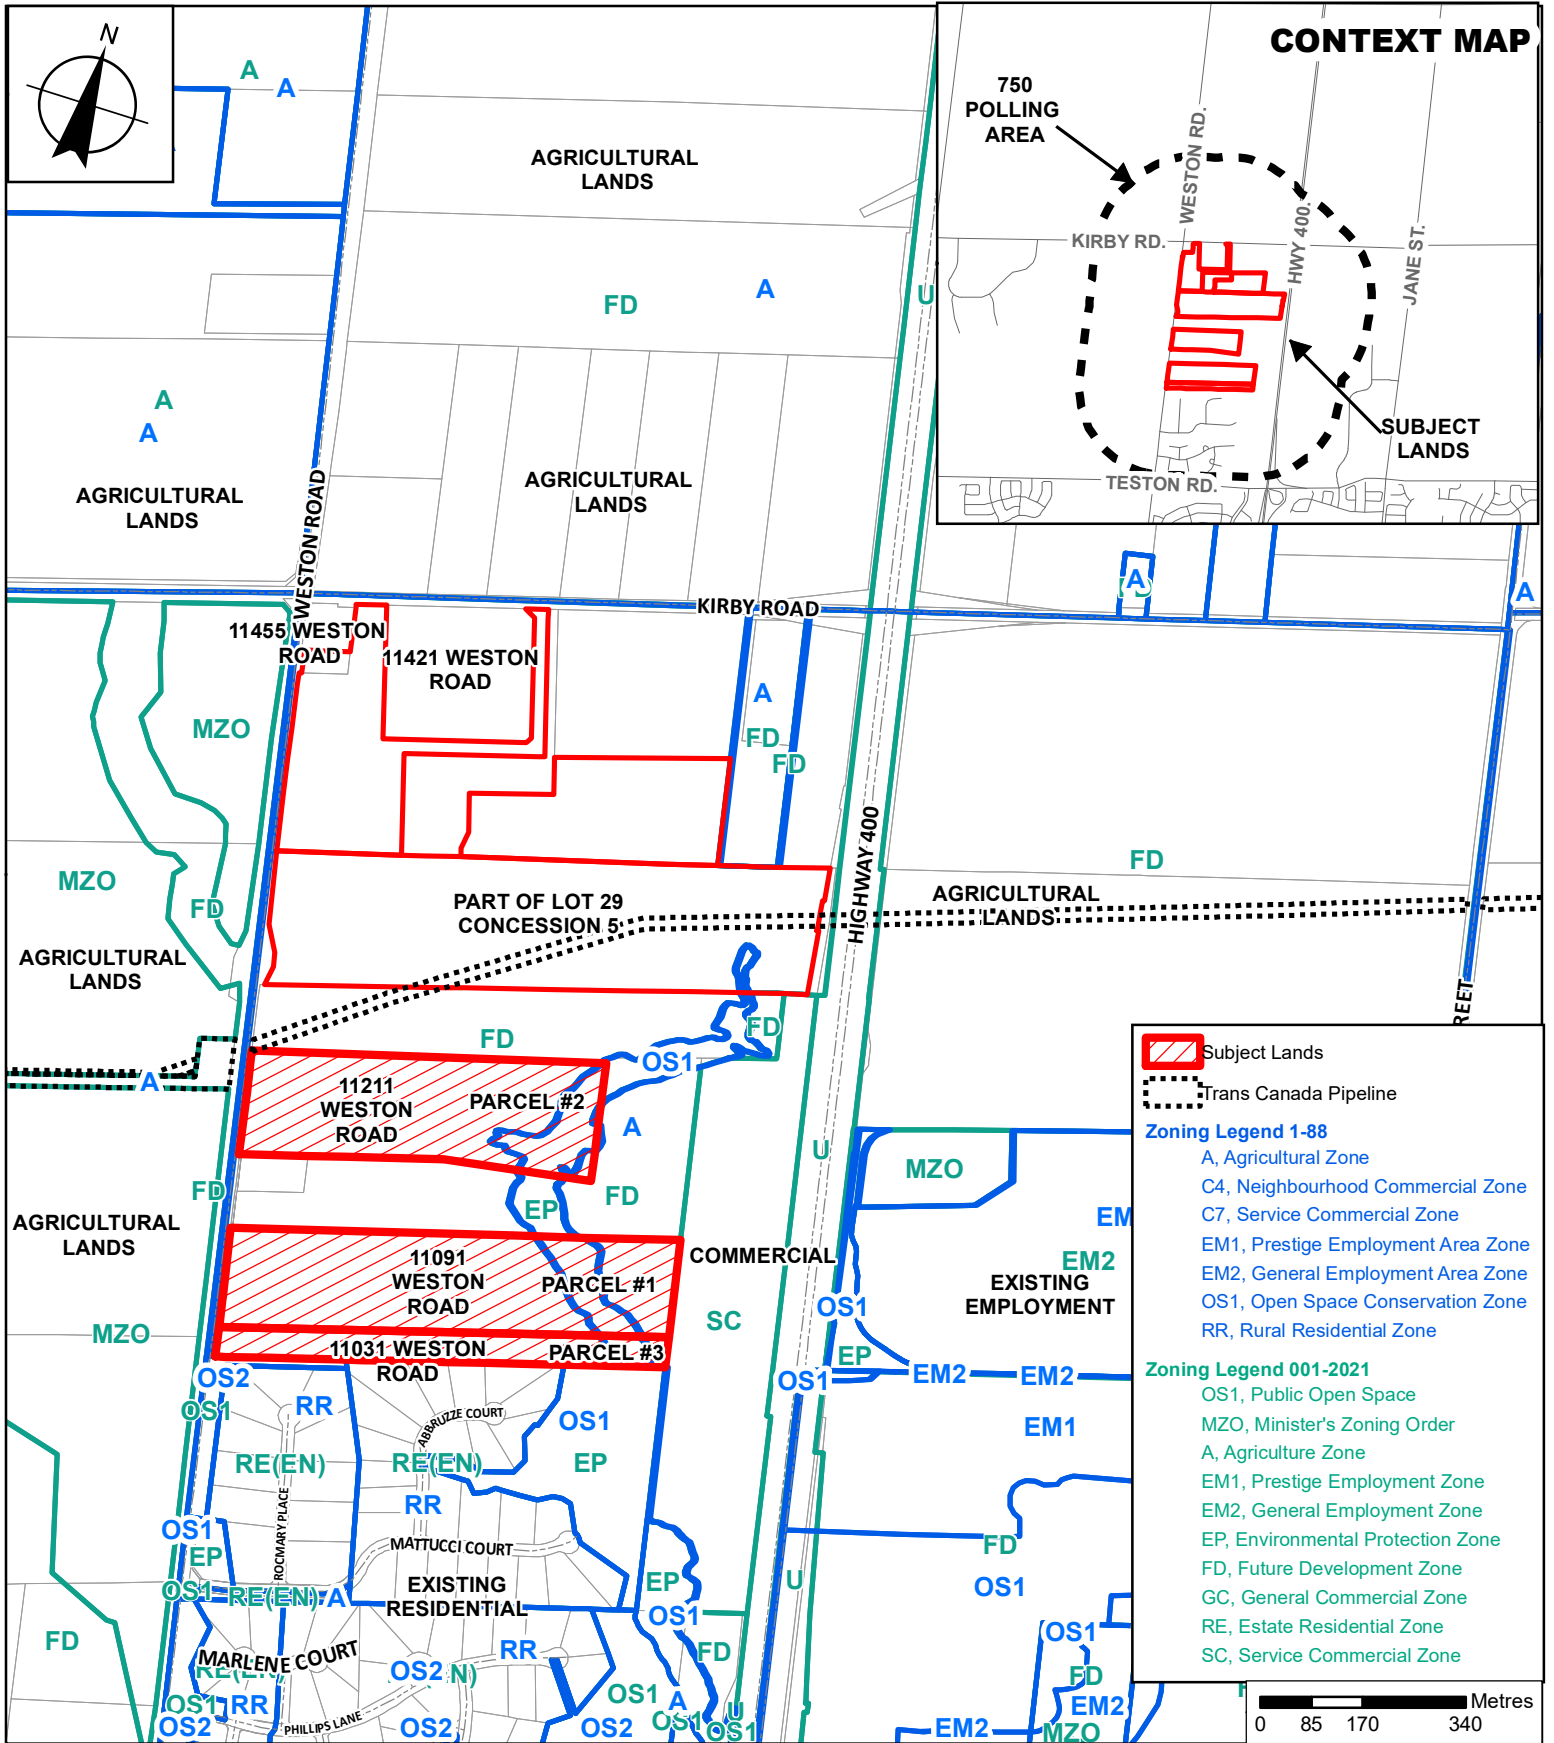 N
A
A
AGRICULTURAL
LANDS
CONTEXT MAP
750
POLLING
AREA
WESTON RD.
KIRBY RD.
HWY 400.
JANE ST.
SUBJECT
LANDS
TESTON RD.
FD
A
U
A
A
AGRICULTURAL
LANDS
WESTON ROAD
AGRICULTURAL
LANDS
A
A
KIRBY ROAD
11455 WESTON
ROAD
11421 WESTON
ROAD
MZO
A
FD
FD
HIGHWAY 400
MZO
FD
PART OF LOT 29
CONCESSION 5
FD
AGRICULTURAL
LANDS
AGRICULTURAL
LANDS
REET
FD
FD
OS1
A
11211
WESTON
ROAD
PARCEL #2
A
U
MZO
FD
EP
FD
AGRICULTURAL
LANDS
11091
WESTON
ROAD
PARCEL #1
COMMERCIAL
EM
EM2
EXISTING
EMPLOYMENT
OS1
SC
MZO
11031 WESTON
ROAD
PARCEL #3
EP
EM2
EM2
OS1
OS2
OS1
RR
ABBRUZZE COURT
OS1
EM1
RE(EN)
RE(EN)
EP
RR
ROCMARY PLACE
OS1
EP
MATTUCCI COURT
FD
OS1
OS1
RE(EN)
A
EXISTING
RESIDENTIAL
EP
OS1
U
FD
MARLENE COURT
RE(EN)
OS2
N)
RR
FD
OS1
FD
EM2
OS1
RR
OS2
PHILLIPS LANE
OS2
OS2
OS1
A
OS1
U
OS1
EM2
MZO
Subject Lands
Trans Canada Pipeline
Zoning Legend 1-88
A, Agricultural Zone
C4, Neighbourhood Commercial Zone
C7, Service Commercial Zone
EM1, Prestige Employment Area Zone
EM2, General Employment Area Zone
OS1, Open Space Conservation Zone
RR, Rural Residential Zone
Zoning Legend 001-2021
OS1, Public Open Space
MZO, Minister's Zoning Order
A, Agriculture Zone
EM1, Prestige Employment Zone
EM2, General Employment Zone
EP, Environmental Protection Zone
FD, Future Development Zone
GC, General Commercial Zone
RE, Estate Residential Zone
SC, Service Commercial Zone
Metres
0 85 170 340